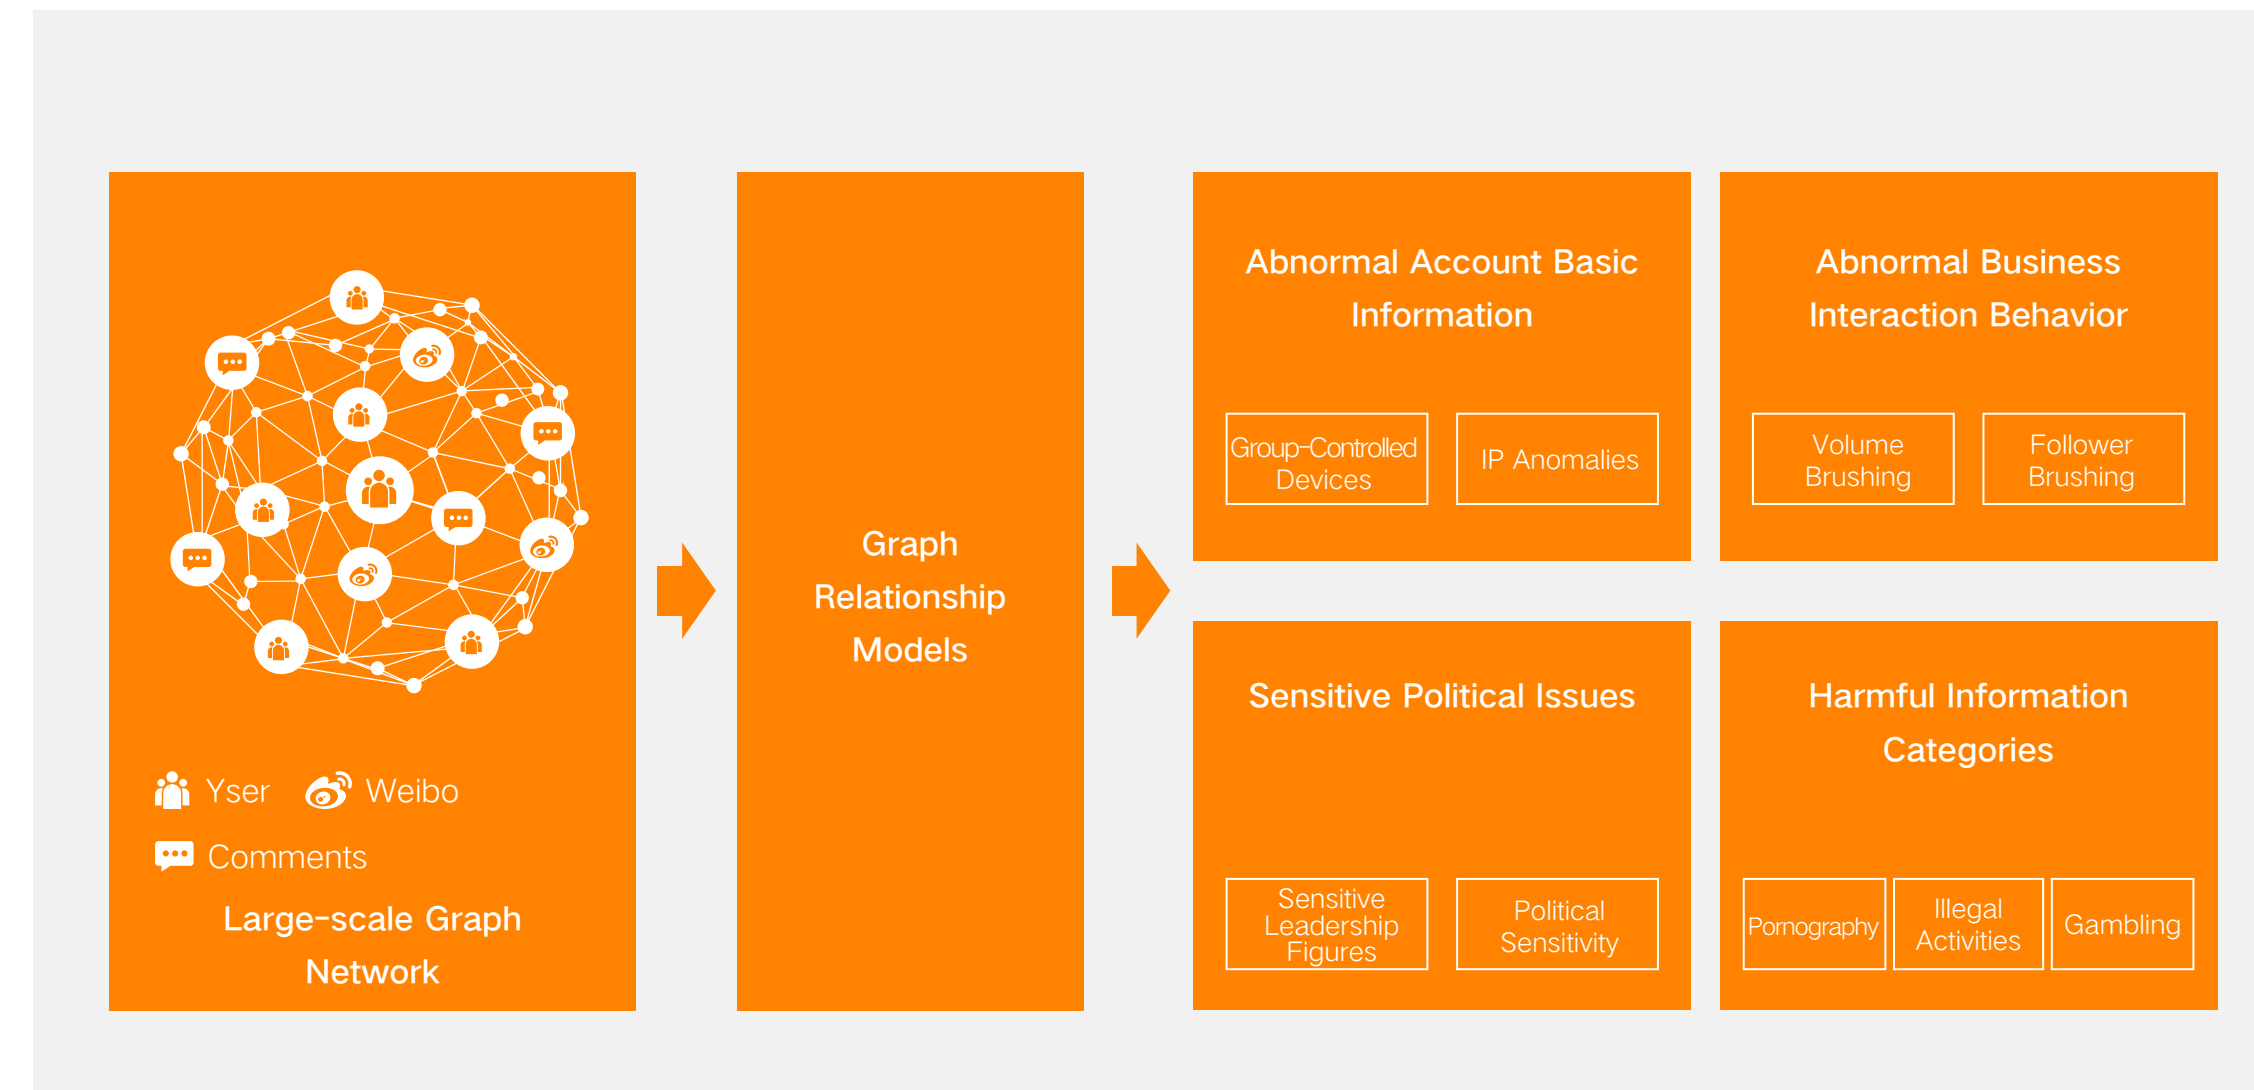 Yser
Weibo
Comments
Large-scale Graph
Network
Graph
Relationship
Models
Abnormal Account Basic
Information
Group-Controlled
Devices
IP Anomalies
Abnormal Business
Interaction Behavior
Volume
Brushing
Follower
Brushing
Sensitive Political Issues
Sensitive
Leadership
Figures
Political
Sensitivity
Harmful Information
Categories
Pornography
Illegal
Activities
Gambling